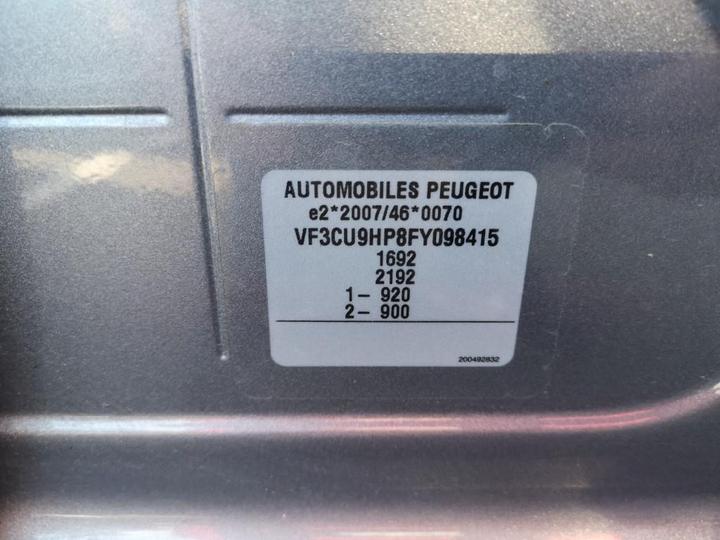 AUTOMOBILES PEUGEOT
e2*2007/46*0070
VF3CU9HP8FY098415
1692
2192
1- 920
2- 900
200492832